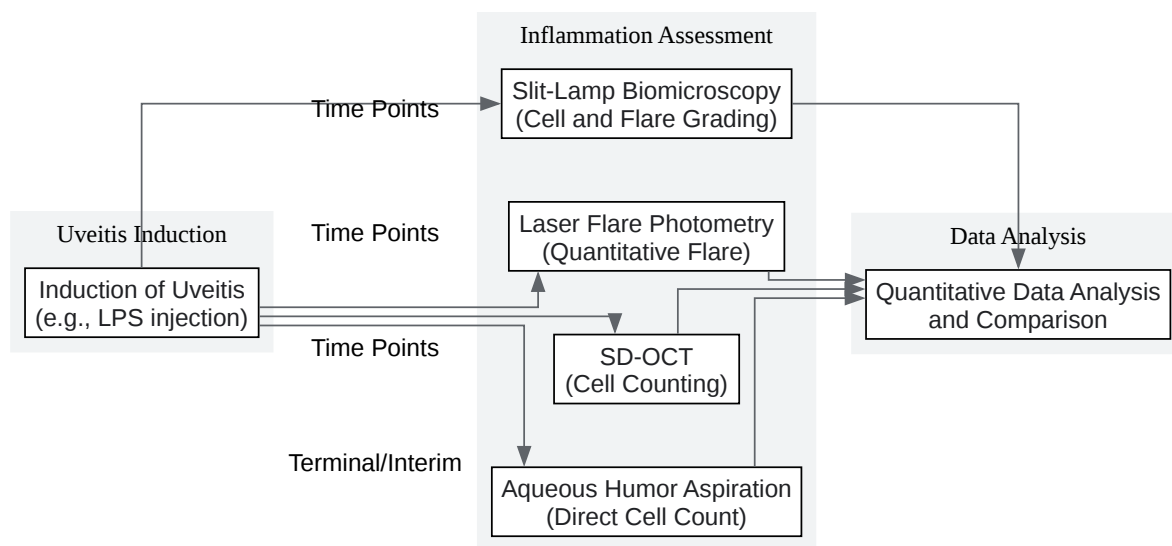 Inflammation Assessment
Slit-Lamp Biomicroscopy
(Cell and Flare Grading)
Time Points
Laser Flare Photometry
(Quantitative Flare)
Time Points
Uveitis Induction
Data Analysis
Induction of Uveitis
(e.g., LPS injection)
Quantitative Data Analysis
and Comparison
Time Points
SD-OCT
(Cell Counting)
Terminal/Interim
Aqueous Humor Aspiration
(Direct Cell Count)